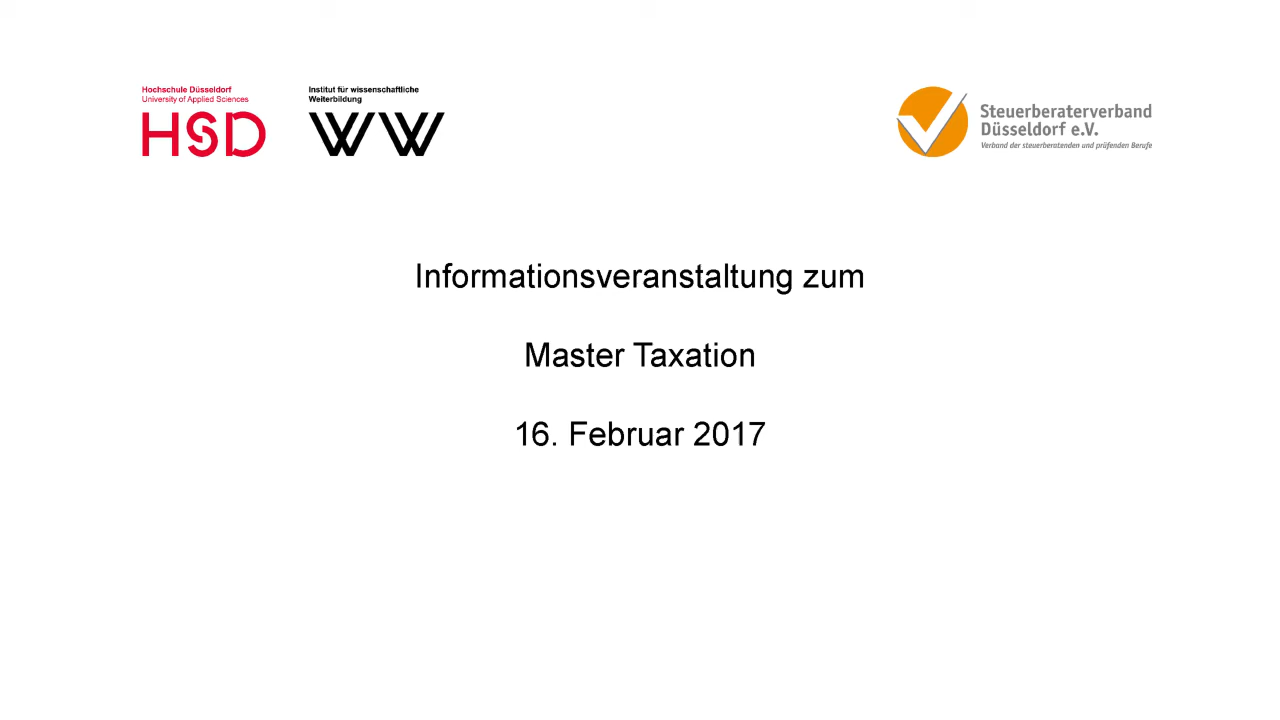 Hochschule Düsseldorf
University of Applied Sciences
HSD
Institut für wissenschaftliche
Weiterbildung
WW
Steuerberaterverband
Düsseldorf e.V.
Verband der steuerberatenden und prüfenden Berufe
Informationsveranstaltung zum
Master Taxation
16. Februar 2017